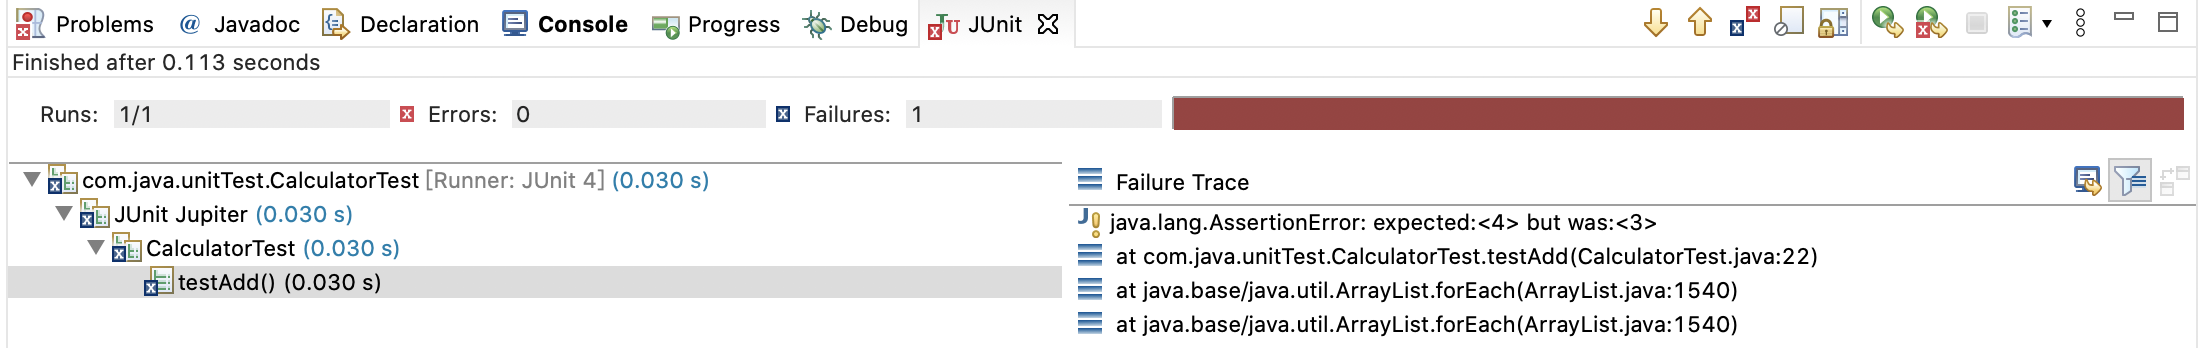 Problems @ Javadoc Declaration Console Progress Debug JUnit
Finished after 0.113 seconds
Runs: 1/1 Errors: 0 Failures: 1
com.java.unitTest.CalculatorTest [Runner: JUnit 4] (0.030 s)
JUnit Jupiter (0.030 s)
CalculatorTest (0.030 s)
testAdd() (0.030 s)
Failure Trace
java.lang.AssertionError: expected:<4> but was:<3>
at com.java.unitTest.CalculatorTest.testAdd(CalculatorTest.java:22)
at java.base/java.util.ArrayList.forEach(ArrayList.java:1540)
at java.base/java.util.ArrayList.forEach(ArrayList.java:1540)